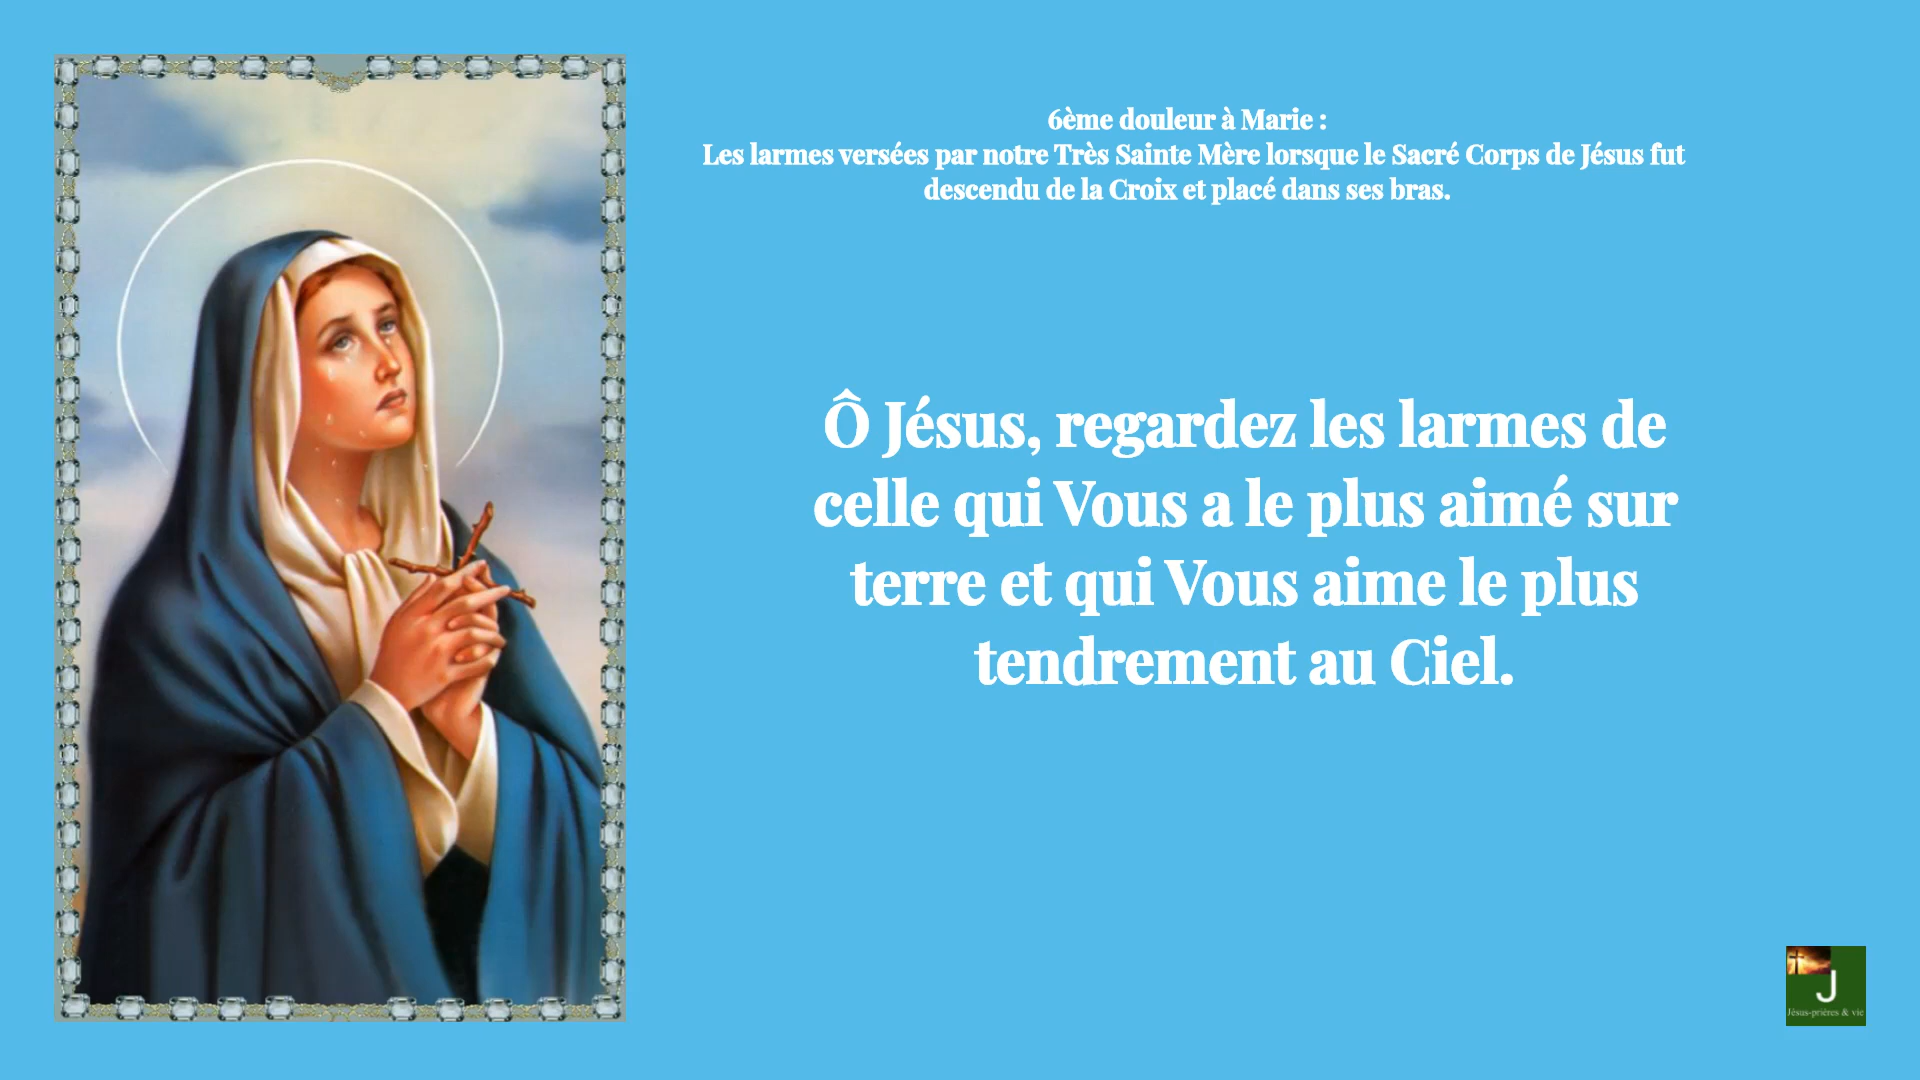 6ème douleur à Marie :
Les larmes versées par notre Très Sainte Mère lorsque le Sacré Corps de Jésus fut
descendu de la Croix et placé dans ses bras.
Ô Jésus, regardez les larmes de
celle qui Vous a le plus aimé sur
terre et qui Vous aime le plus
tendrement au Ciel.
J
Jésus-prières & vie